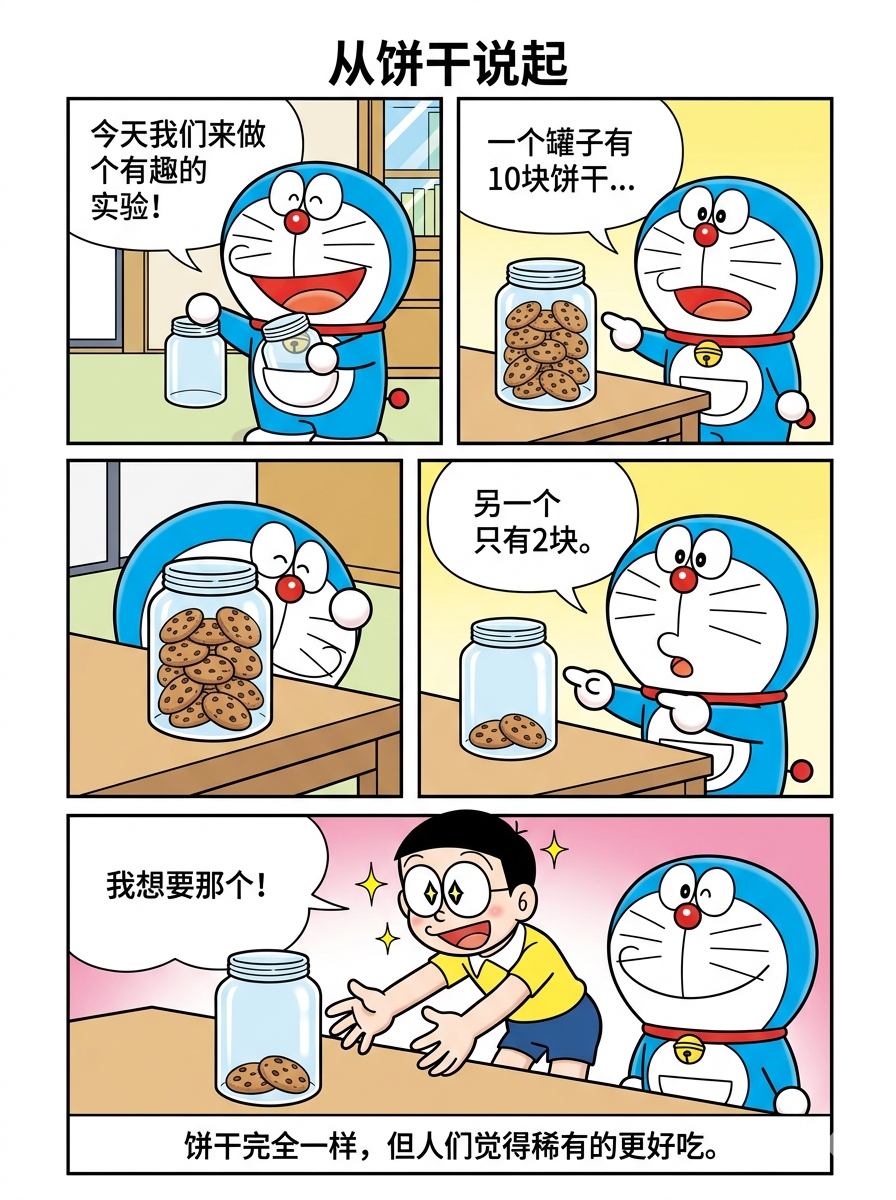 从饼干说起
今天我们来做
个有趣的
实验！
一个罐子有
10块饼干...
另一个
只有2块。
我想要那个！
饼干完全一样，但人们觉得稀有的更好吃。